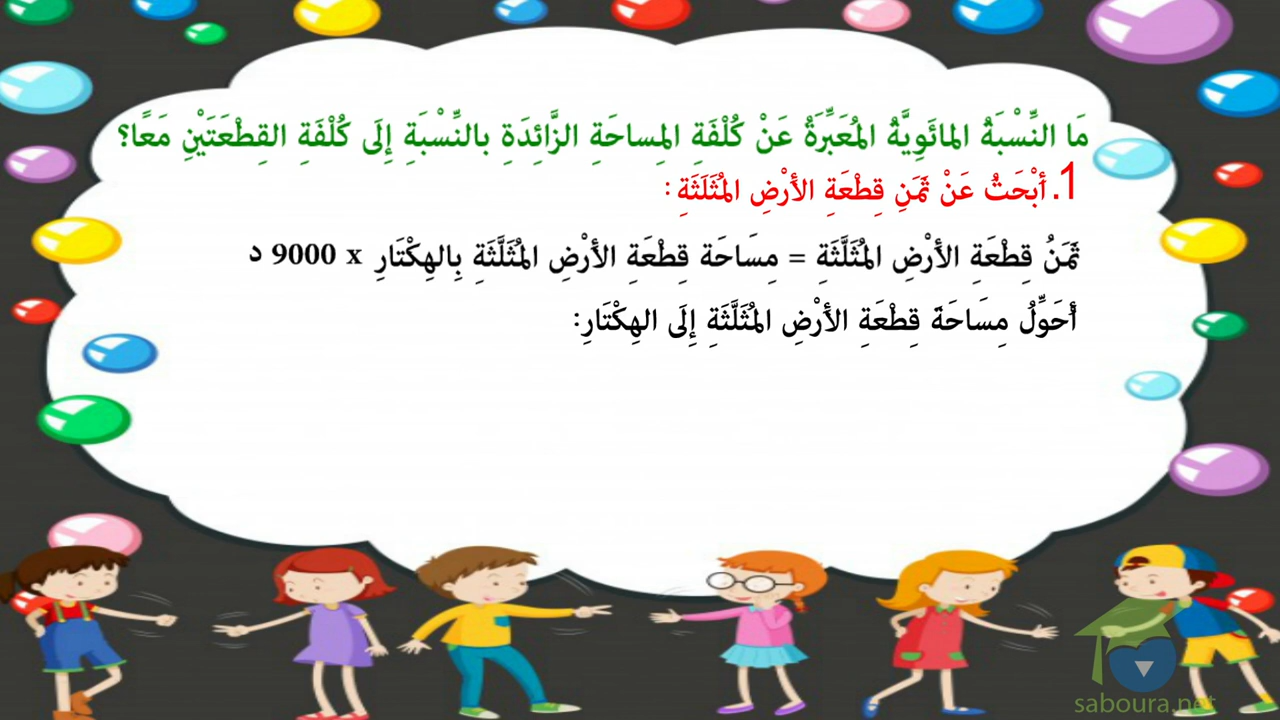 مَا النِّسْبَةُ المائَوِيَّةُ المُعَبِّرَةُ عَنْ كُلْفَةِ المِساحَةِ الزَّائِدَةِ بالنِّسْبَةِ إِلَى كُلْفَةِ القِطْعَتَيْنِ مَعًا؟
1. أَبْحَثُ عَنْ ثَمَنِ قِطْعَةِ الأَرْضِ المُثَلَثَةِ :
ثَمَنُ قِطْعَةِ الأَرْضِ المُثَلَّثَةِ = مِسَاحَة قِطْعَةِ الأَرْضِ المُثَلَّثَةِ بِالهِكْتَارِ x 9000 د
أُحَوِّلُ مِسَاحَةَ قِطْعَةِ الأَرْضِ المُثَلَّثَةِ إِلَى الهِكْتَارِ:
saboura.net